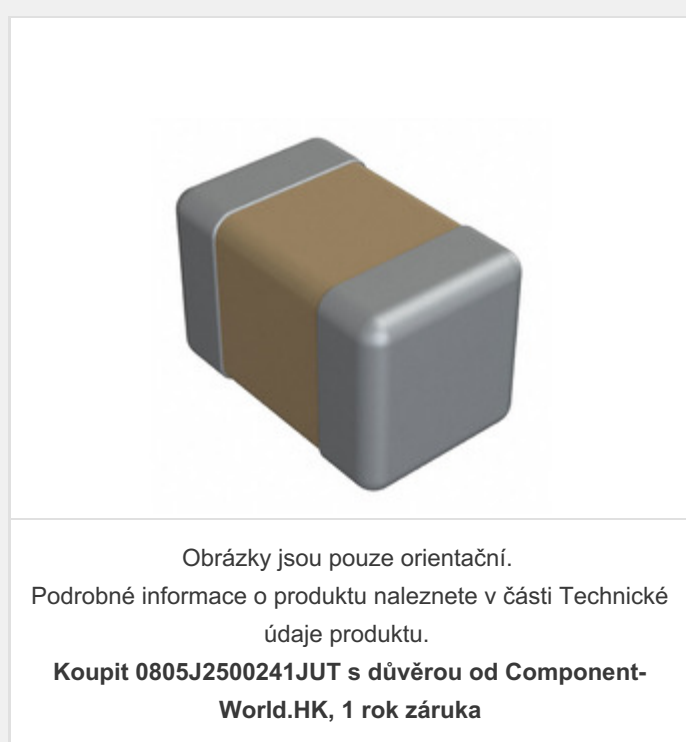 Obrázky jsou pouze orientační.
Podrobné informace o produktu naleznete v části Technické
údaje produktu.
Koupit 0805J2500241JUT s důvěrou od Component-
World.HK, 1 rok záruka